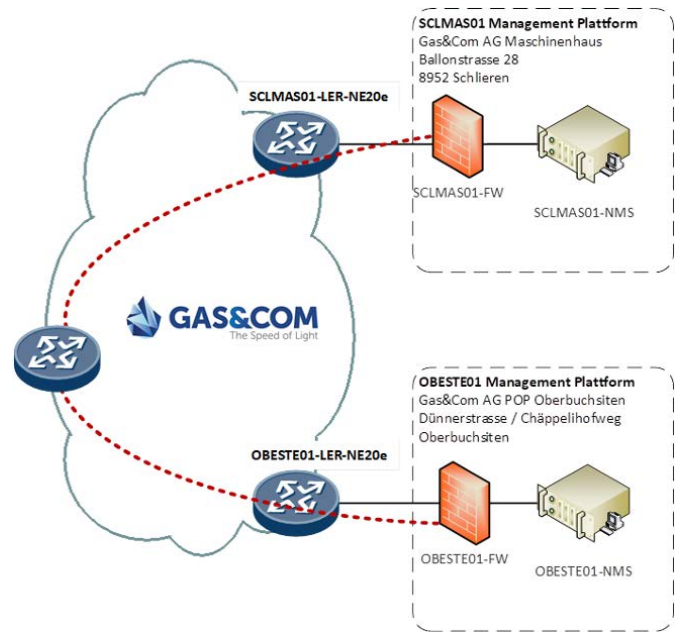 SCLMAS01 Management Plattform
Gas&Com AG Maschinenhaus
Ballonstrasse 28
8952 Schlieren
SCLMAS01-LER-NE20e
SCLMAS01-FW
SCLMAS01-NMS
GAS&COM
The Speed of Light
OBESTE01 Management Plattform
Gas&Com AG POP Oberbuchsiten
Dünnerstrasse / Chäppelihofweg
Oberbuchsiten
OBESTE01-LER-NE20e
OBESTE01-FW
OBESTE01-NMS